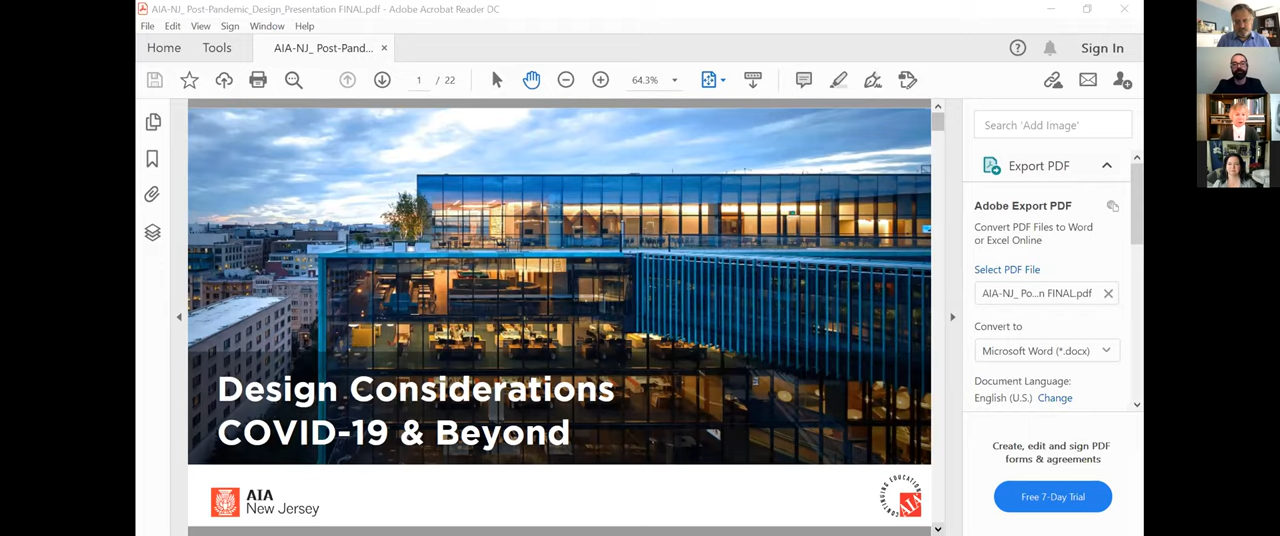 AIA-NJ_ Post-Pandemic_Design_Presentation FINAL.pdf - Adobe Acrobat Reader DC
File Edit View Sign Window Help
Home Tools AIA-NJ_ Post-Pand... × Sign In
1 / 22 64.3%
Search 'Add Image'
Export PDF
Adobe Export PDF
Convert PDF Files to Word
or Excel Online
Select PDF File
AIA-NJ_ Po...n FINAL.pdf
Convert to
Microsoft Word (*.docx)
Document Language:
English (U.S.) Change
Create, edit and sign PDF
forms & agreements
Free 7-Day Trial
Design Considerations
COVID-19 & Beyond
AIA
New Jersey
CONTINUING EDUCATION
AIA